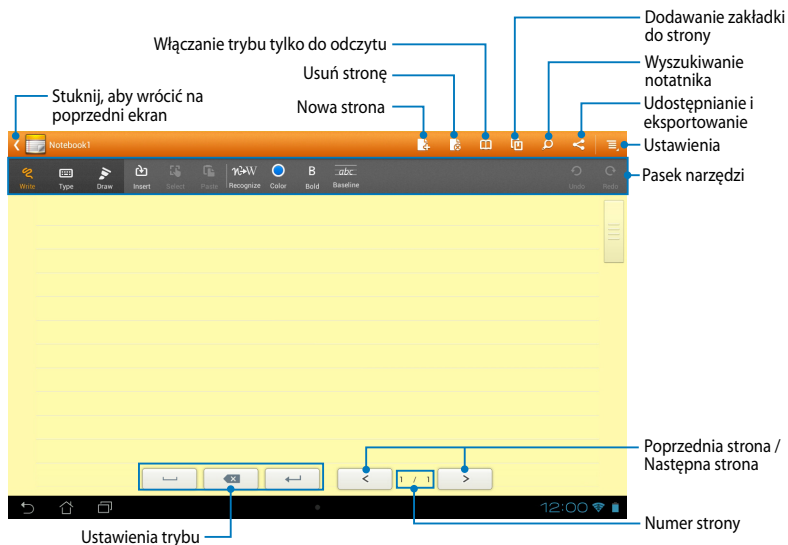 Dodawanie zakładki
do strony
Włączanie trybu tylko do odczytu
Wyszukiwanie
notatnika
Usuń stronę
Stuknij, aby wrócić na
poprzedni ekran
Nowa strona
Udostępnianie i
eksportowanie
Ustawienia
Notebook1
Pasek narzędzi
Write Type Draw Insert Select Paste Recognize Color Bold Baseline Undo Redo
n→W B abc
Poprzednia strona /
Następna strona
< 1 / 1 >
12:00
Numer strony
Ustawienia trybu